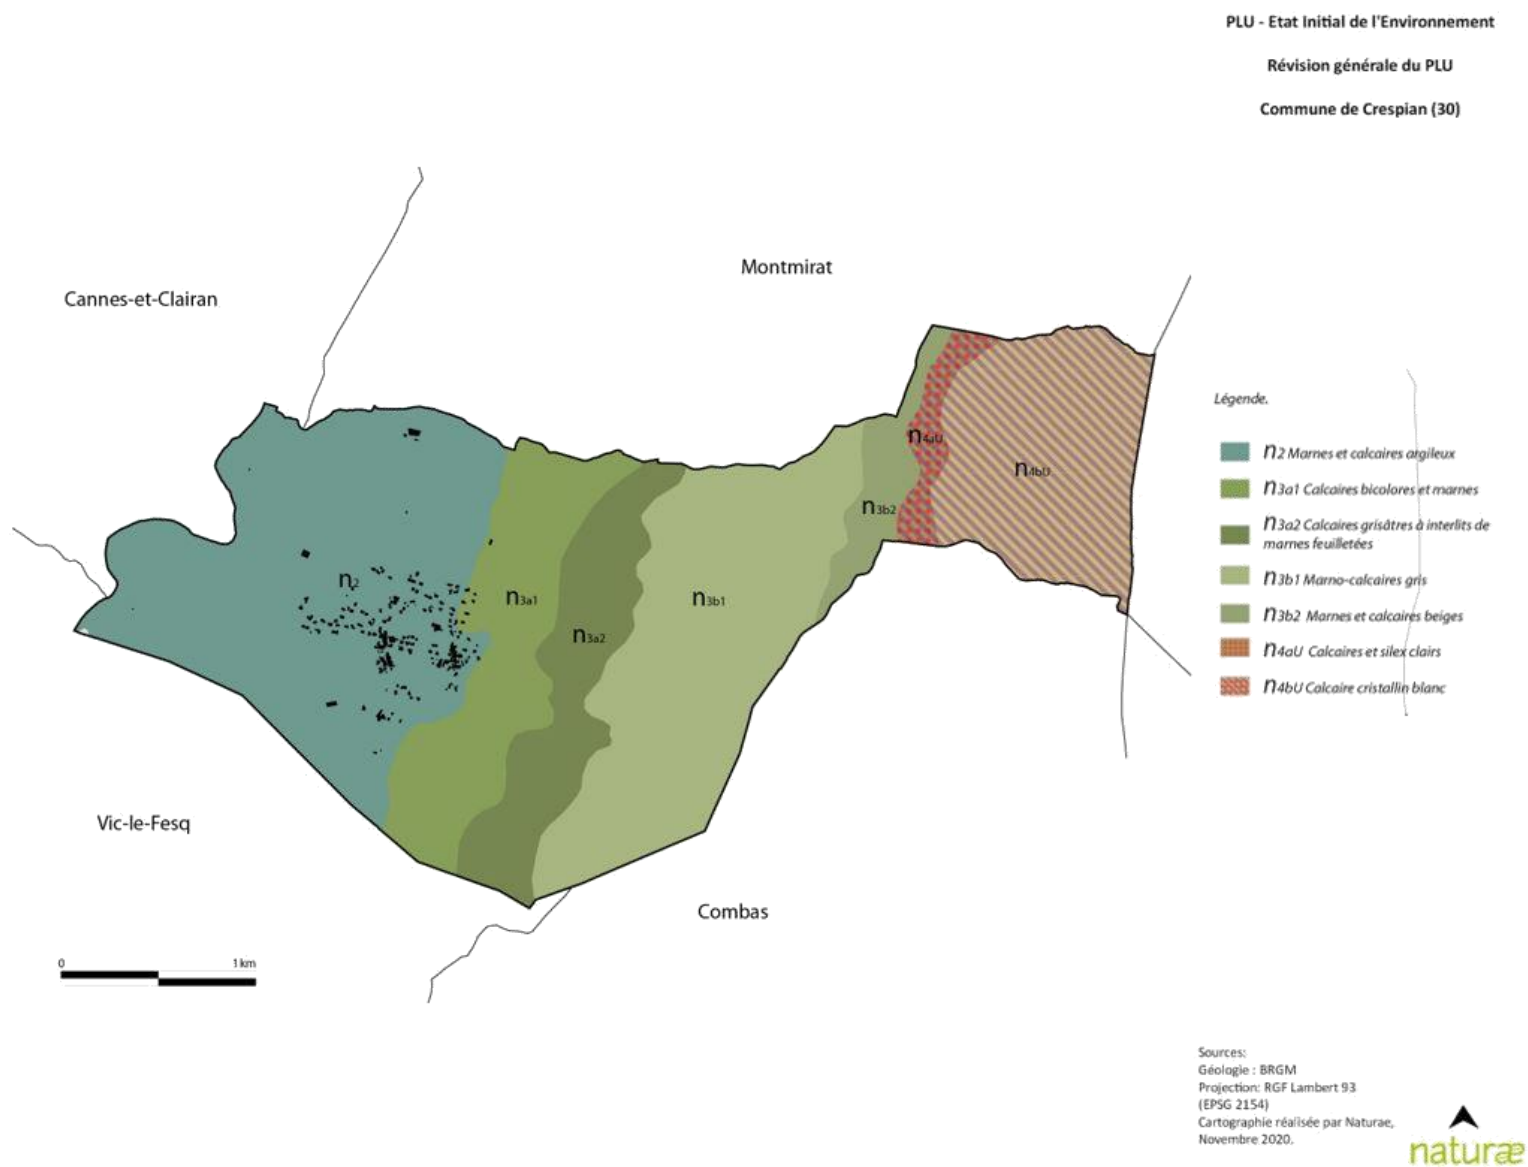 PLU - Etat Initial de l'Environnement
Révision générale du PLU
Commune de Crespian (30)
Montmirat
Cannes-et-Clairan
n4aU
n4bU
n3b2
n2
n3a1
n3b1
n3a2
Vic-le-Fesq
Combas
0 1km
Légende.
n2 Marnes et calcaires argileux
n3a1 Calcaires bicolores et marnes
n3a2 Calcaires grisâtres à interlits de
marnes feuilletées
n3b1 Marno-calcaires gris
n3b2 Marnes et calcaires beiges
n4aU Calcaires et silex clairs
n4bU Calcaire cristallin blanc
Sources:
Géologie : BRGM
Projection: RGF Lambert 93
(EPSG 2154)
Cartographie réalisée par Naturae,
Novembre 2020.
naturæ